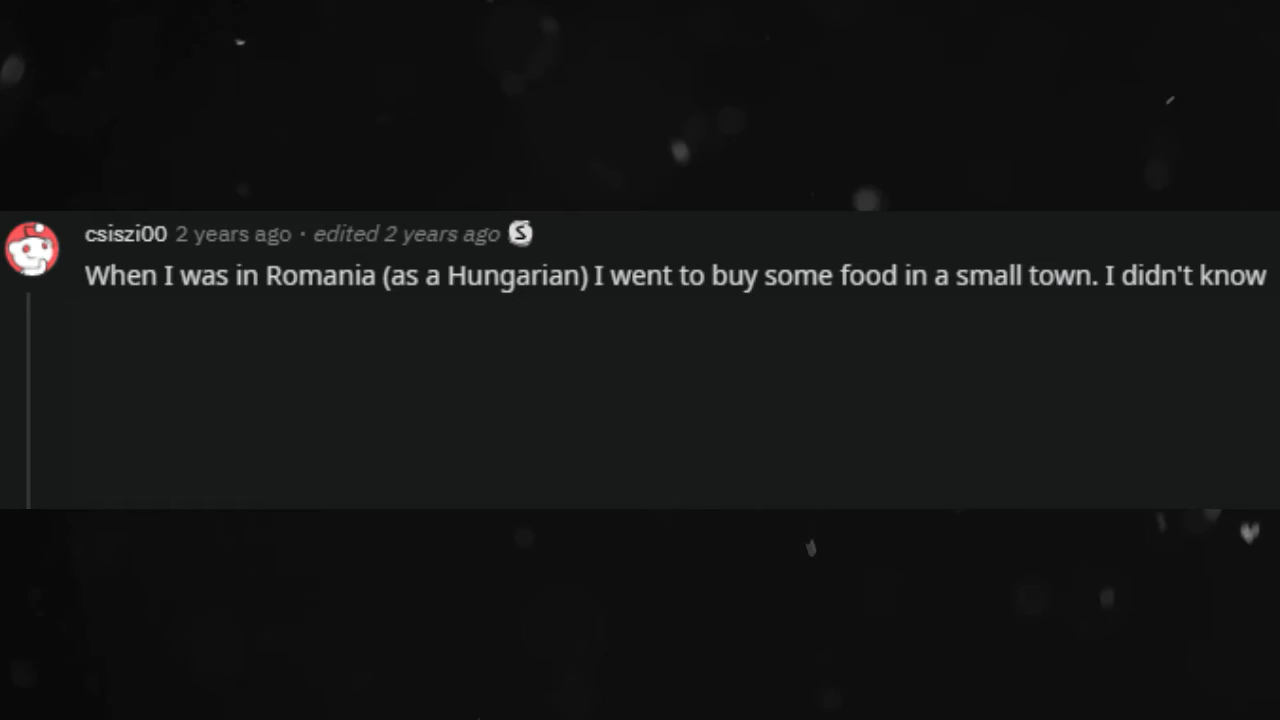 csiszi00 2 years ago · edited 2 years ago S
When I was in Romania (as a Hungarian) I went to buy some food in a small town. I didn't know